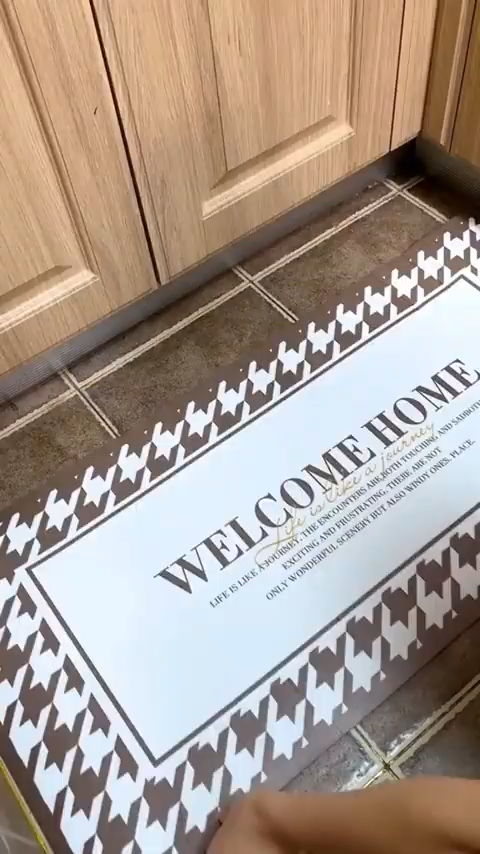 WELCOME HOME
Life is like a journey
LIFE IS LIKE A JOURNEY. THE ENCOUNTERS ARE BOTH TOUCHING AND
EXCITING AND FRUSTRATING. THERE ARE NOT
ONLY WONDERFUL SCENERY BUT ALSO WINDY ONES. PLACE.